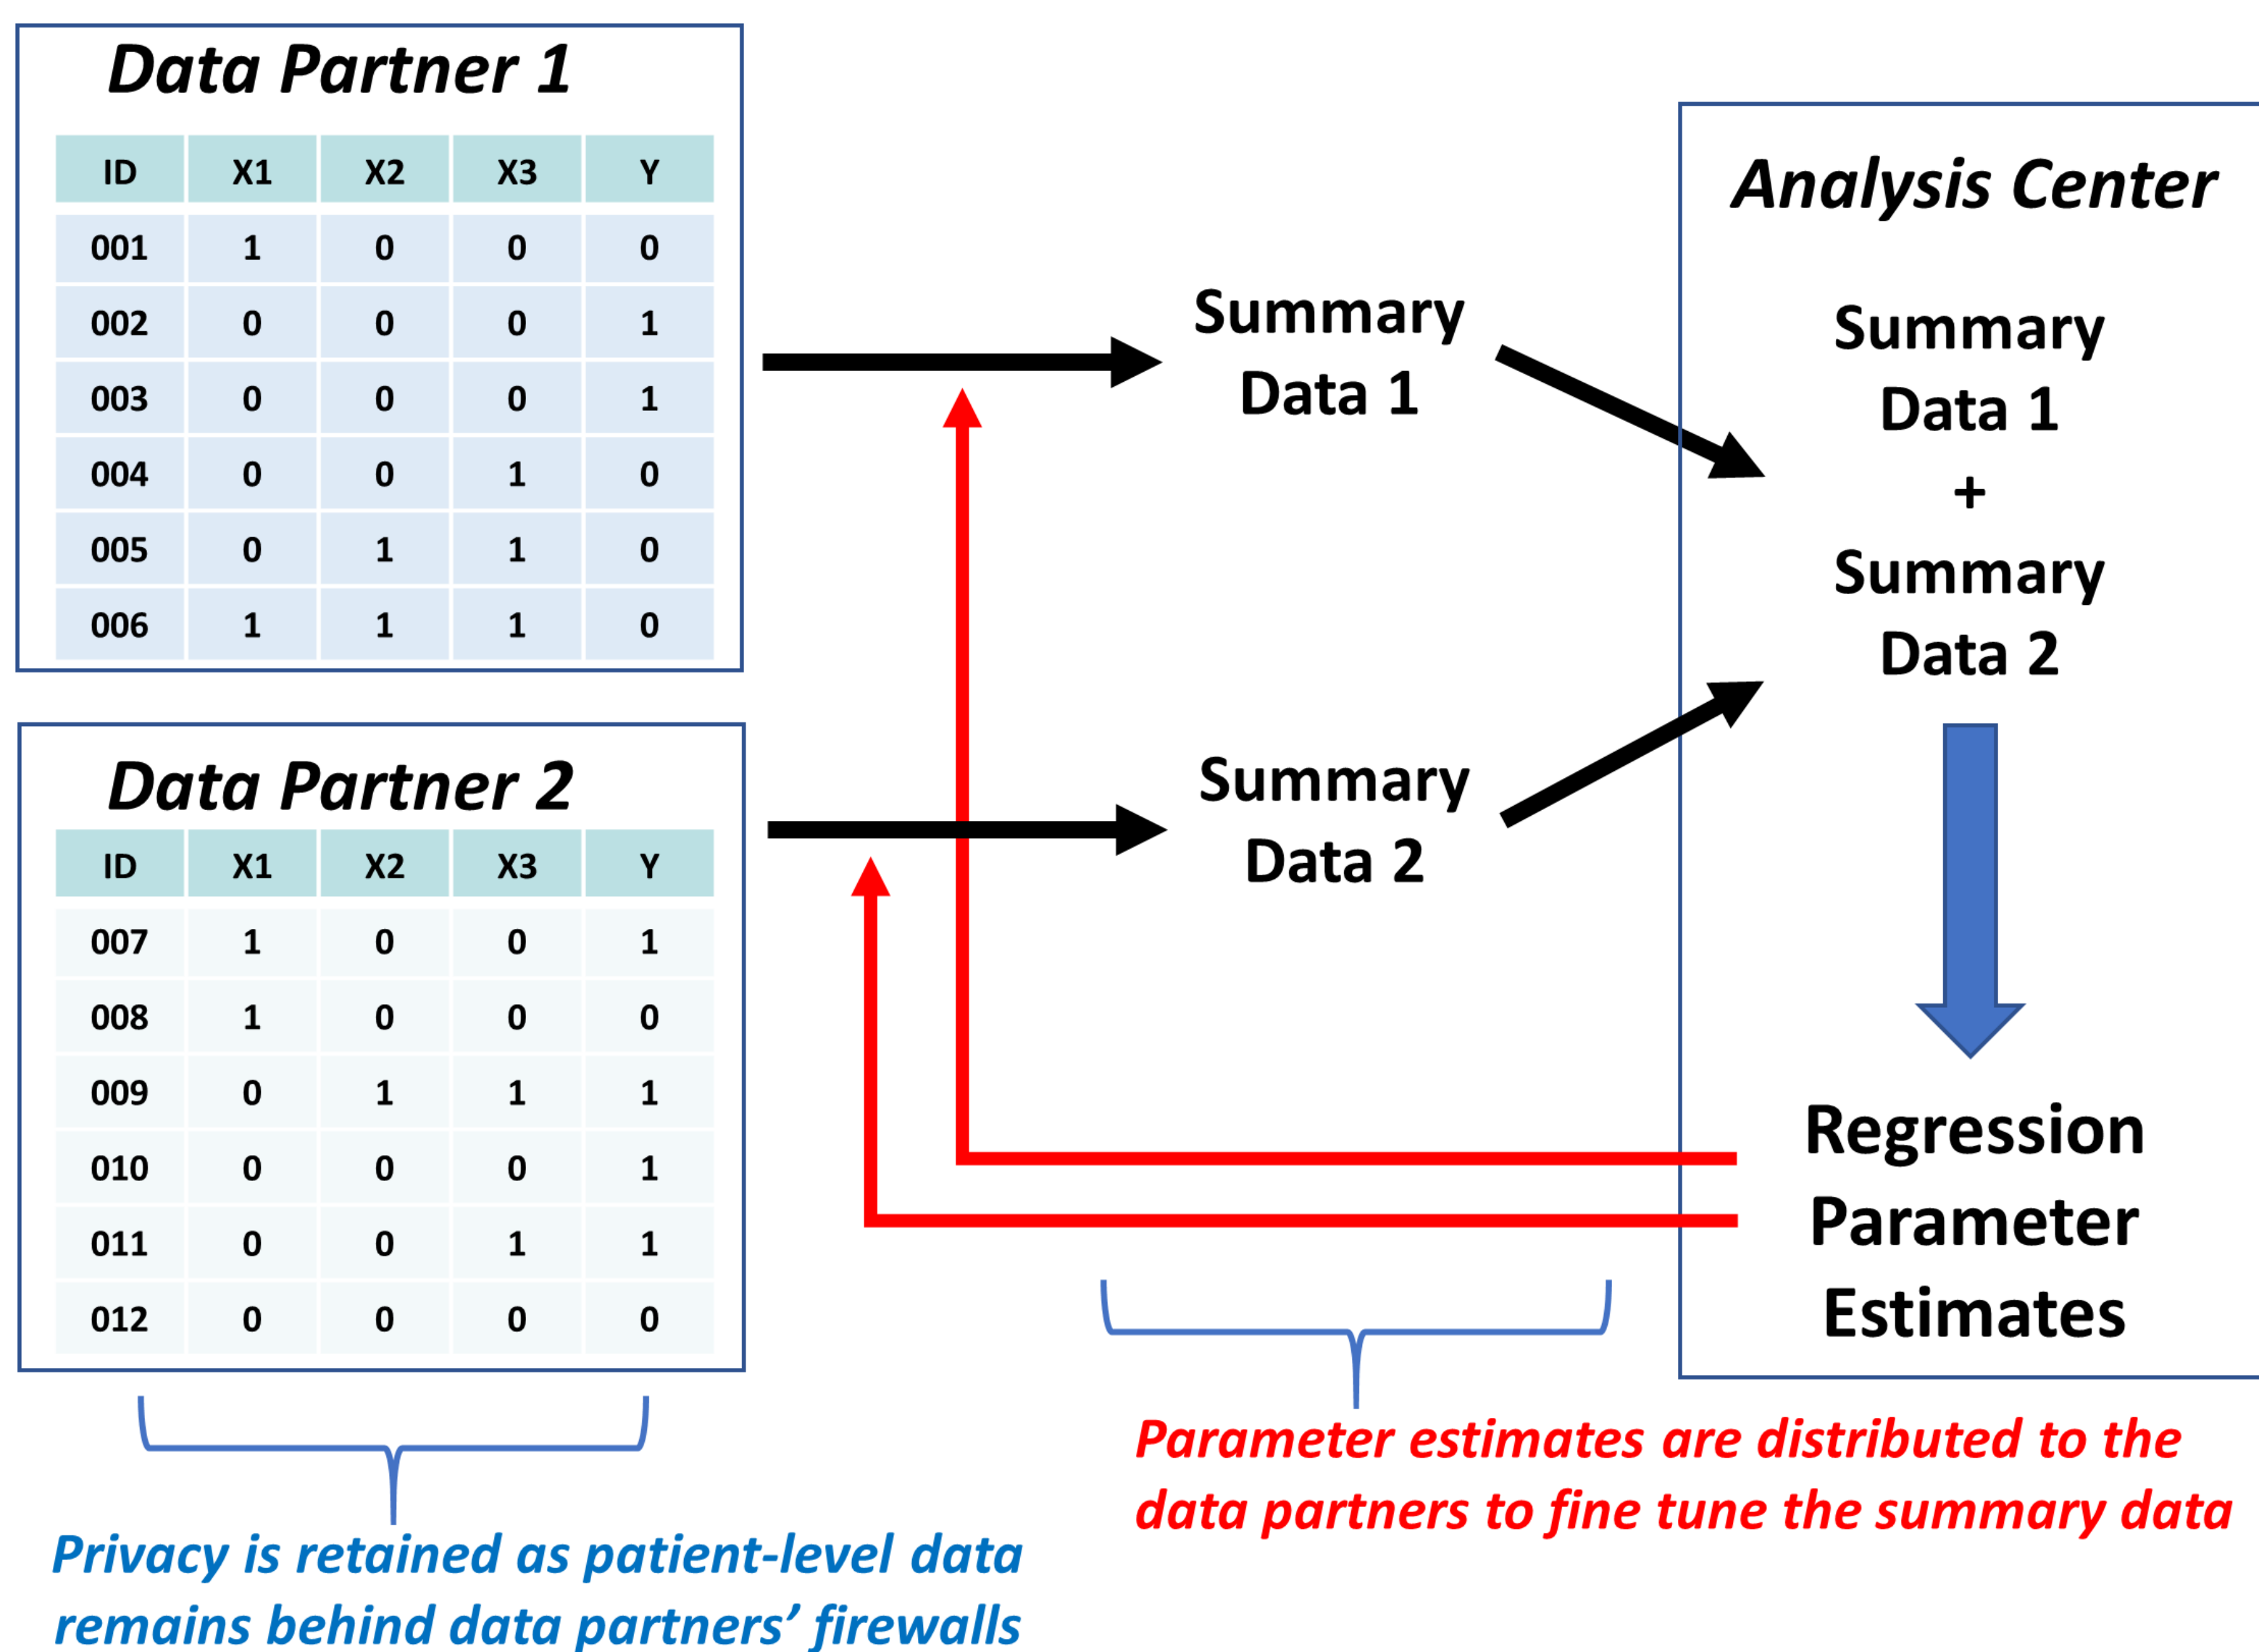 Data Partner 1
ID X1 X2 X3 Y
001 1 0 0 0
002 0 0 0 1
003 0 0 0 1
004 0 0 1 0
005 0 1 1 0
006 1 1 1 0
Data Partner 2
ID X1 X2 X3 Y
007 1 0 0 1
008 1 0 0 0
009 0 1 1 1
010 0 0 0 1
011 0 0 1 1
012 0 0 0 0
Privacy is retained as patient-level data
remains behind data partners’ firewalls
Summary
Data 1
Summary
Data 2
Analysis Center
Summary
Data 1
+
Summary
Data 2
Regression
Parameter
Estimates
Parameter estimates are distributed to the
data partners to fine tune the summary data